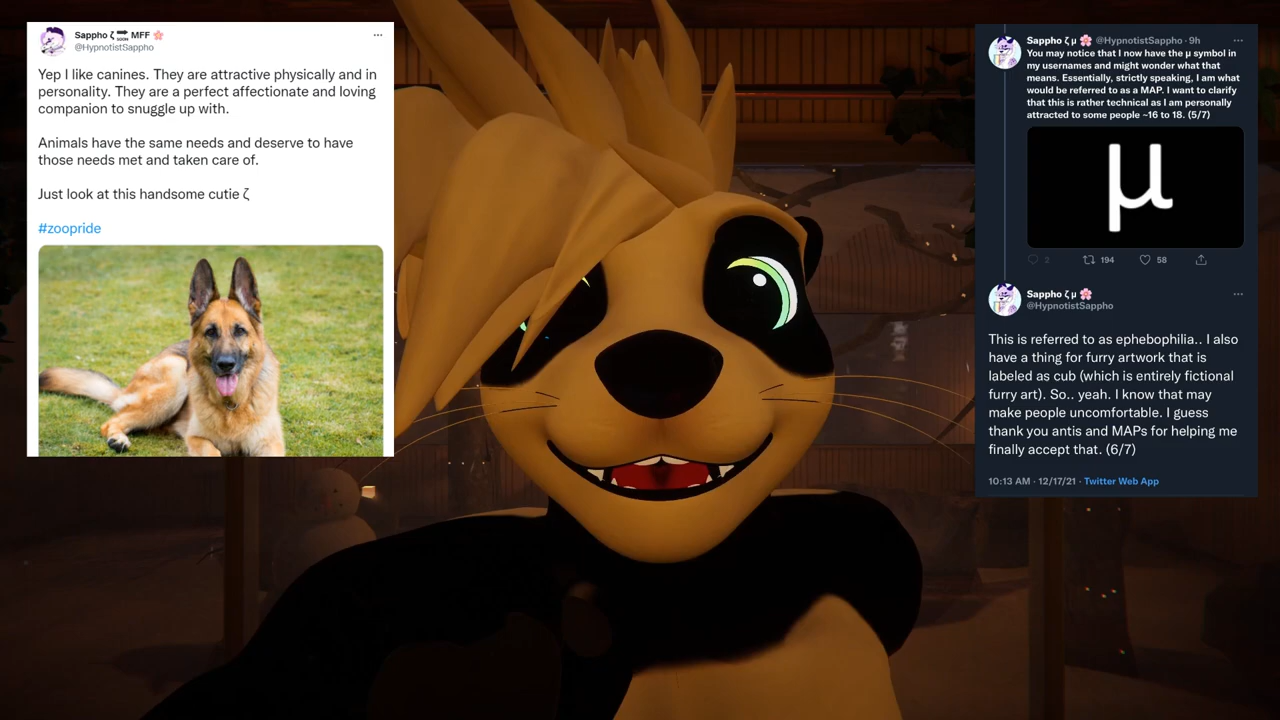 Sappho ζ 🔜 MFF 🌸
@HypnotistSappho
Yep I like canines. They are attractive physically and in
personality. They are a perfect affectionate and loving
companion to snuggle up with.
Animals have the same needs and deserve to have
those needs met and taken care of.
Just look at this handsome cutie ζ
#zoopride
Sappho ζ μ 🌸 @HypnotistSappho · 9h
You may notice that I now have the μ symbol in
my usernames and might wonder what that
means. Essentially, strictly speaking, I am what
would be referred to as a MAP. I want to clarify
that this is rather technical as I am personally
attracted to some people ~16 to 18. (5/7)
μ
2 194 58
Sappho ζ μ 🌸
@HypnotistSappho
This is referred to as ephebophilia.. I also
have a thing for furry artwork that is
labeled as cub (which is entirely fictional
furry art). So.. yeah. I know that may
make people uncomfortable. I guess
thank you antis and MAPs for helping me
finally accept that. (6/7)
10:13 AM · 12/17/21 · Twitter Web App